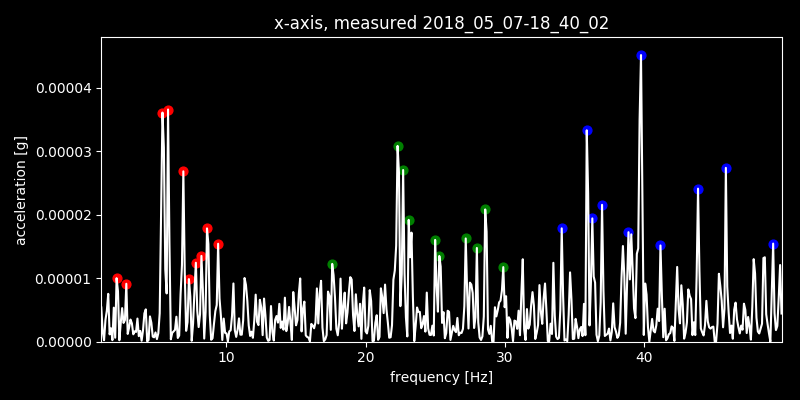 x-axis, measured 2018_05_07-18_40_02
acceleration [g]
0.00004
0.00003
0.00002
0.00001
0.00000
10 20 30 40
frequency [Hz]